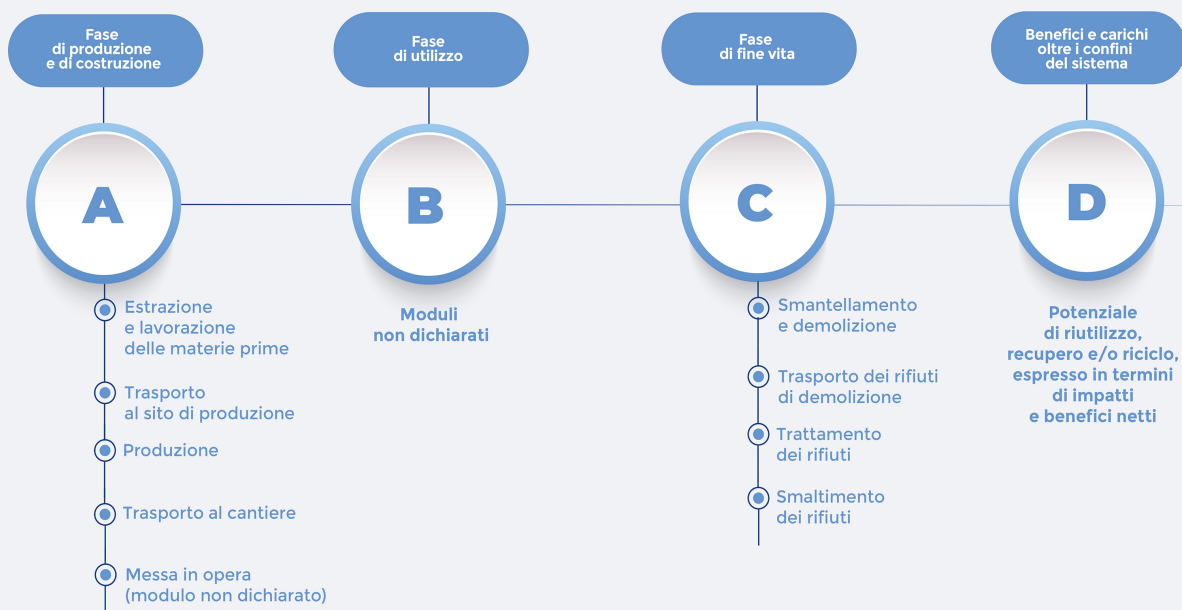 Fase
di produzione
e di costruzione
A
Estrazione
e lavorazione
delle materie prime
Trasporto
al sito di produzione
Produzione
Trasporto al cantiere
Messa in opera
(modulo non dichiarato)
Fase
di utilizzo
B
Moduli
non dichiarati
Fase
di fine vita
C
Smantellamento
e demolizione
Trasporto dei rifiuti
di demolizione
Trattamento
dei rifiuti
Smaltimento
dei rifiuti
Benefici e carichi
oltre i confini
del sistema
D
Potenziale
di riutilizzo,
recupero e/o riciclo,
espresso in termini
di impatti
e benefici netti